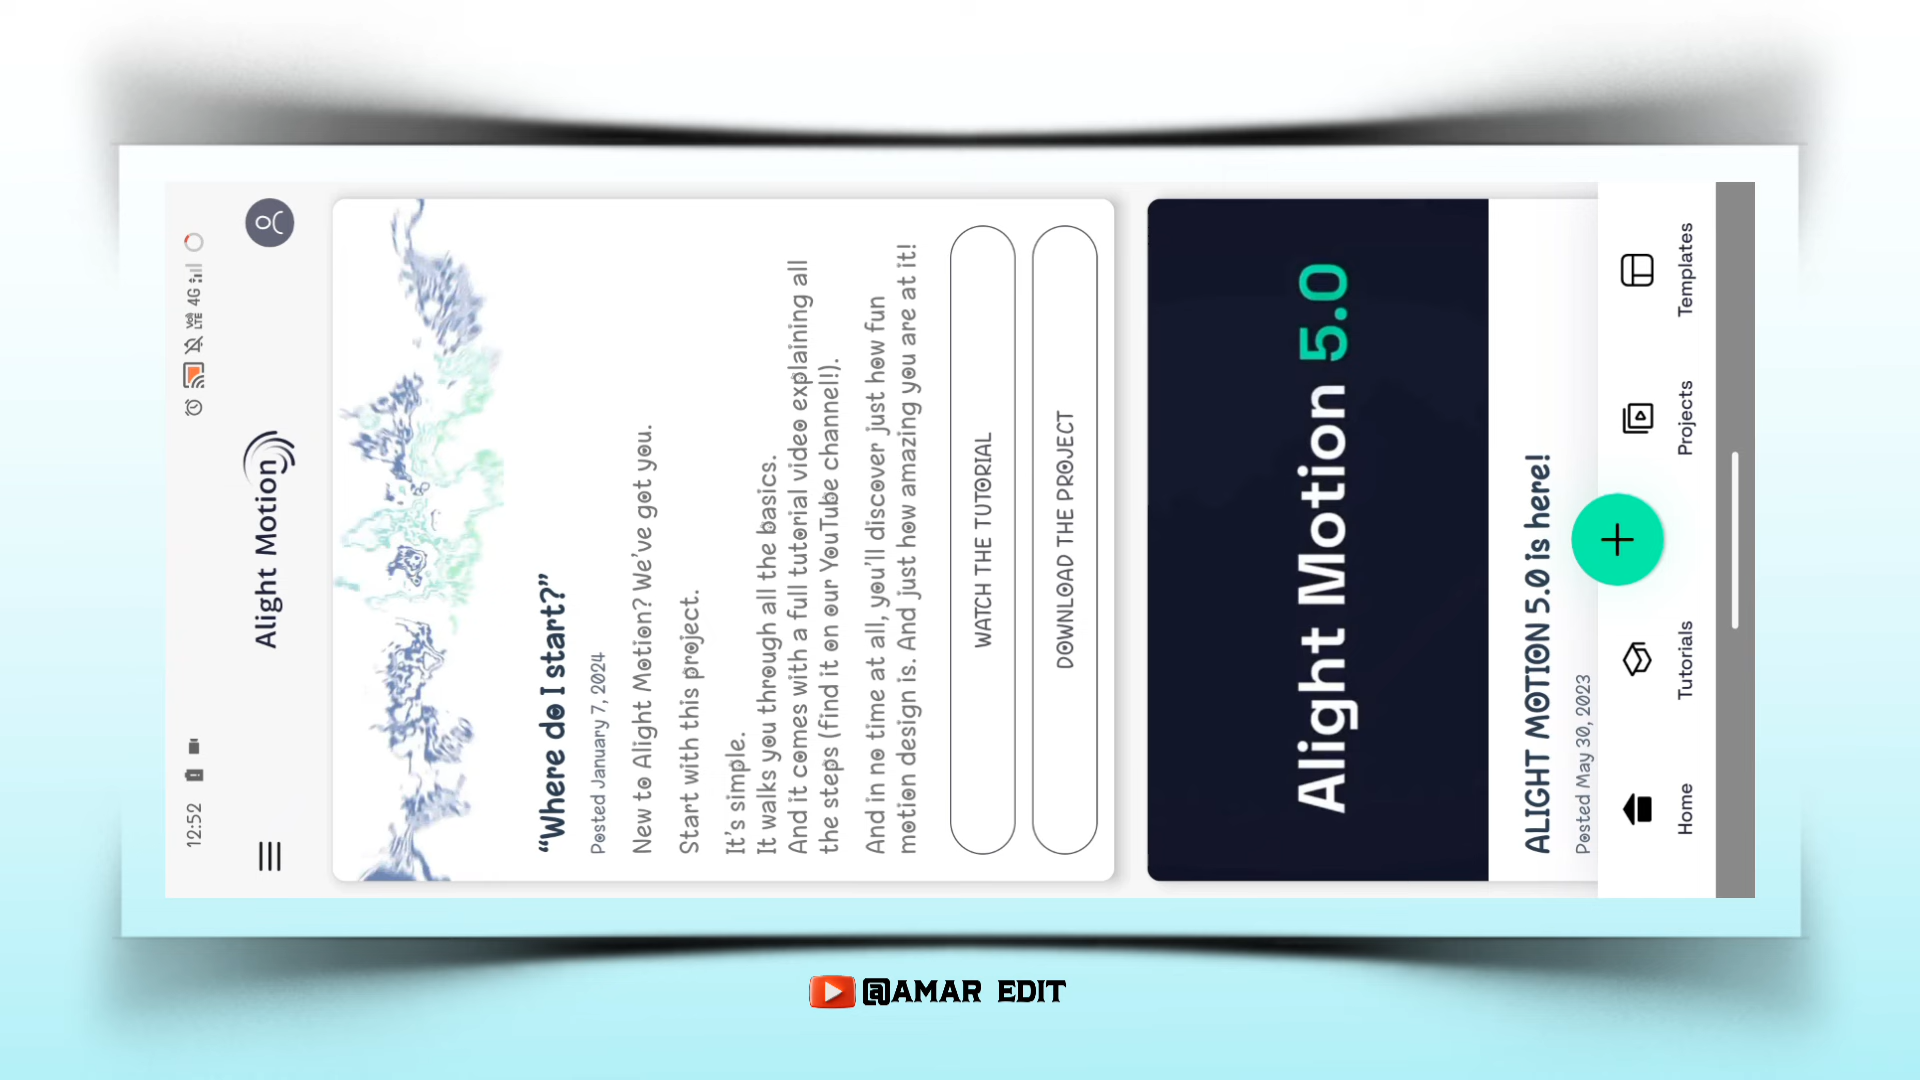 12:52
4G
Alight Motion
“Where do I start?”
Posted January 7, 2024
New to Alight Motion? We’ve got you.
Start with this project.
It’s simple.
It walks you through all the basics.
And it comes with a full tutorial video explaining all
the steps (find it on our YouTube channel!).
And in no time at all, you’ll discover just how fun
motion design is. And just how amazing you are at it!
WATCH THE TUTORIAL
DOWNLOAD THE PROJECT
Alight Motion 5.0
ALIGHT MOTION 5.0 is here!
Posted May 30, 2023
Home
Tutorials
Projects
Templates
@AMAR EDIT